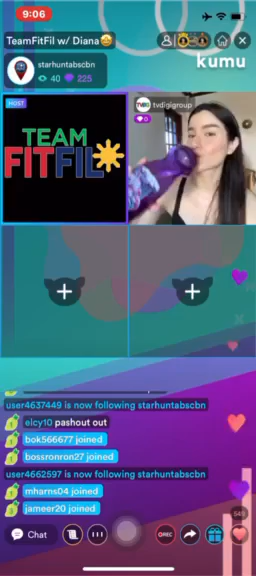 9:06
TeamFitFil w/ Diana🤩
starhuntabscbn
40 225
kumu
HOST
TEAM
FITFIL
TVDG
tvdigigroup
0
user4637449 is now following starhuntabscbn
elcy10 pashout out
bok566677 joined
bossronron27 joined
user4662597 is now following starhuntabscbn
mharns04 joined
jameer20 joined
Chat
REC